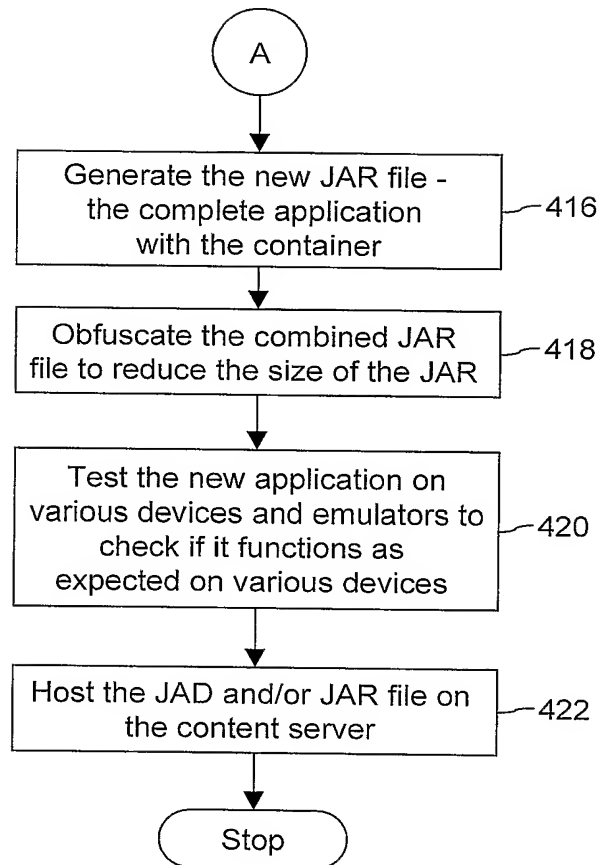 A
Generate the new JAR file -
the complete application
with the container
416
Obfuscate the combined JAR
file to reduce the size of the JAR
418
Test the new application on
various devices and emulators to
check if it functions as
expected on various devices
420
Host the JAD and/or JAR file on
the content server
422
Stop